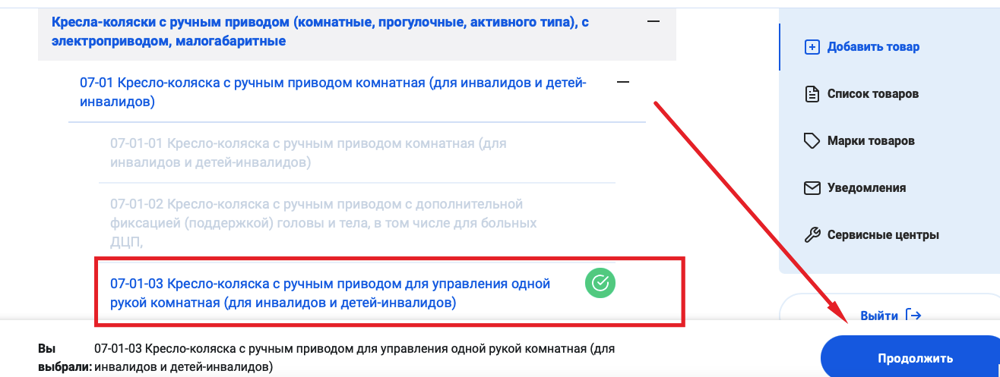 Кресла-коляски с ручным приводом (комнатные, прогулочные, активного типа), с
электроприводом, малогабаритные
07-01 Кресло-коляска с ручным приводом комнатная (для инвалидов и детей-
инвалидов)
07-01-01 Кресло-коляска с ручным приводом комнатная (для
инвалидов и детей-инвалидов)
07-01-02 Кресло-коляска с ручным приводом с дополнительной
фиксацией (поддержкой) головы и тела, в том числе для больных
ДЦП,
07-01-03 Кресло-коляска с ручным приводом для управления одной
рукой комнатная (для инвалидов и детей-инвалидов)
Добавить товар
Список товаров
Марки товаров
Уведомления
Сервисные центры
Выйти
Вы 07-01-03 Кресло-коляска с ручным приводом для управления одной рукой комнатная (для
выбрали: инвалидов и детей-инвалидов)
Продолжить